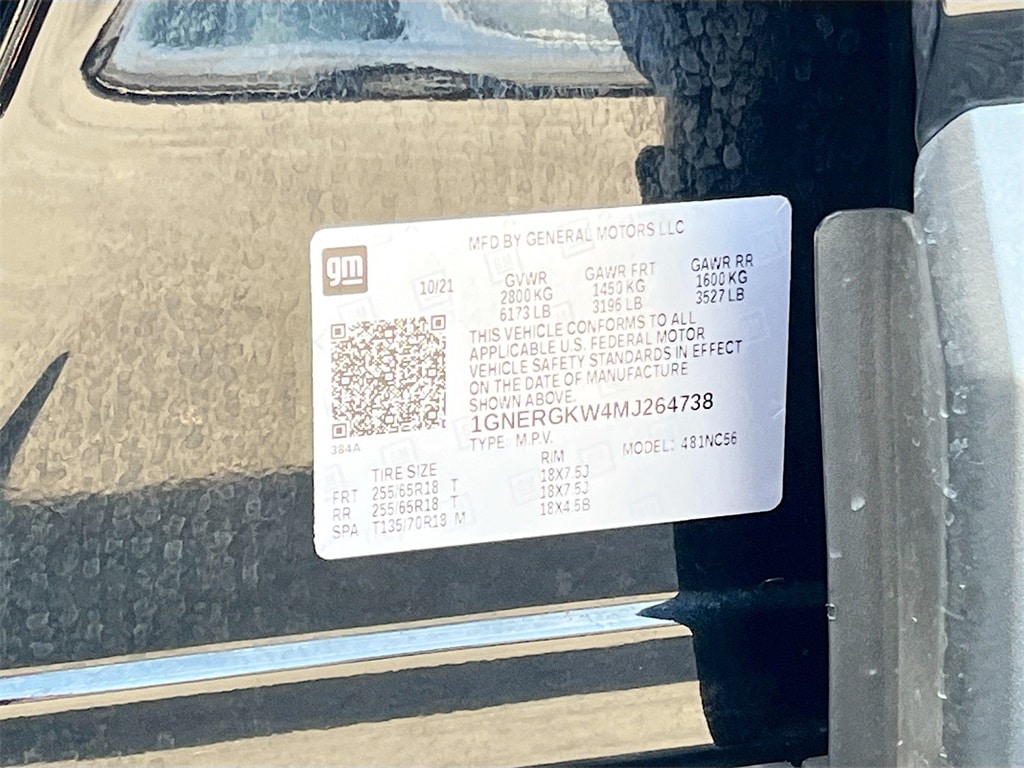 MFD BY GENERAL MOTORS LLC
gm
10/21
GVWR GAWR FRT GAWR RR
2800 KG 1450 KG 1600 KG
6173 LB 3196 LB 3527 LB
THIS VEHICLE CONFORMS TO ALL
APPLICABLE U.S. FEDERAL MOTOR
VEHICLE SAFETY STANDARDS IN EFFECT
ON THE DATE OF MANUFACTURE
SHOWN ABOVE.
1GNERGKW4MJ264738
384A
TYPE: M.P.V. MODEL: 481NC56
TIRE SIZE RIM
FRT 255/65R18 T 18X7.5J
RR 255/65R18 T 18X7.5J
SPA T135/70R18 M 18X4.5B